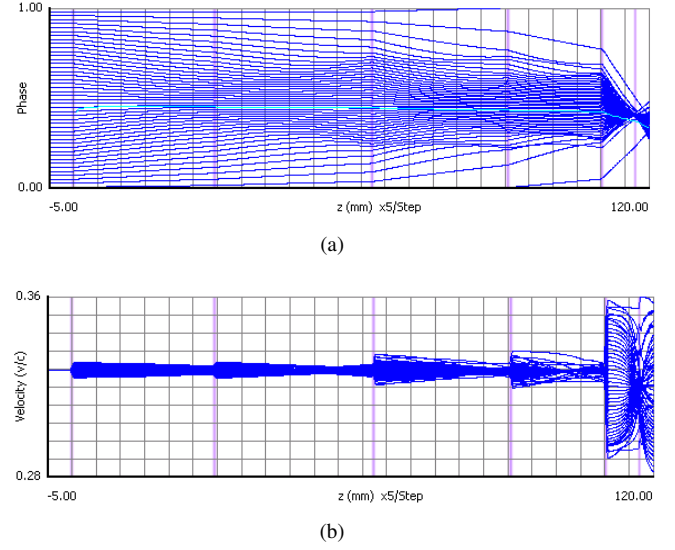 1.00
Phase
0.00
-5.00 z (mm) x5/Step 120.00
(a)
0.36
Velocity (v/c)
0.28
-5.00 z (mm) x5/Step 120.00
(b)